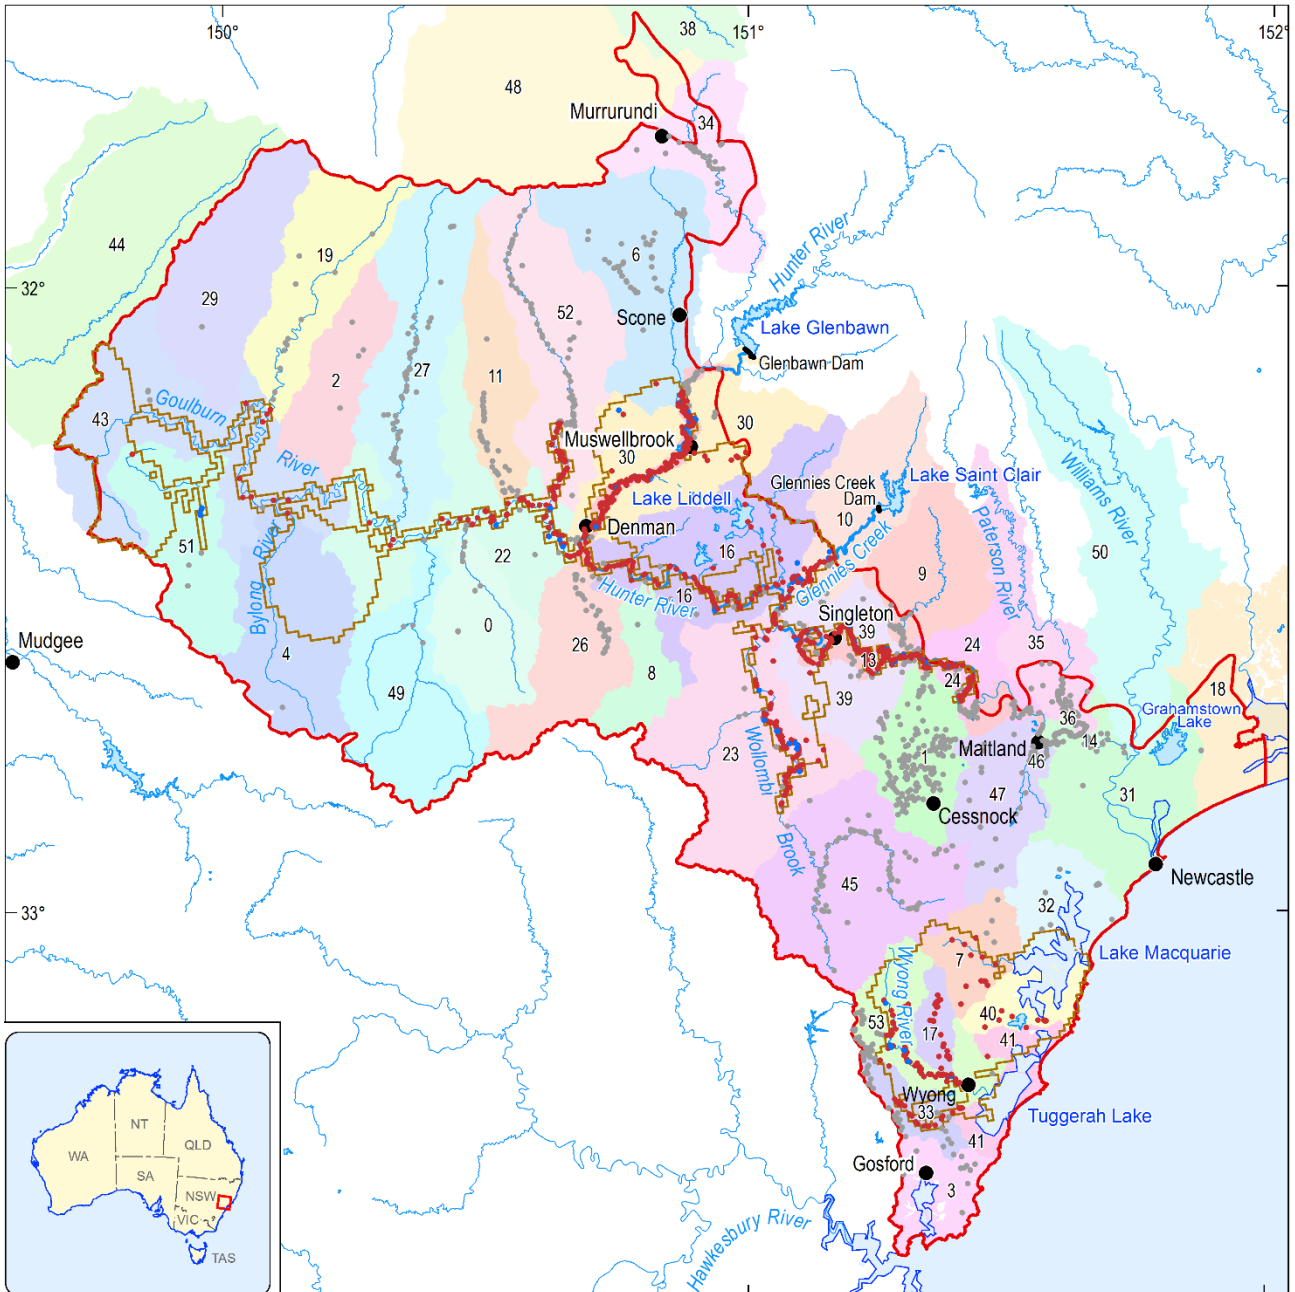 150°
151°
152°
38
48
Murrurundi
34
44
19
6
Hunter River
29
32°
52
Scone
Lake Glenbawn
Glenbawn Dam
27
2
11
Goulburn
43
30
Muswellbrook
30
River
Glennies Creek
Dam
Lake Saint Clair
Williams River
Lake Liddell
10
Paterson River
Denman
51
Bylong River
22
16
50
Glennies Creek
9
16
Hunter River
Singleton
0
39
Mudgee
26
13
24
35
4
8
24
49
39
18
36
Grahamstown
Lake
Wollombi
Maitland
14
23
1
46
47
31
Cessnock
Brook
Newcastle
45
32
33°
Lake Macquarie
7
Wyong River
53
40
17
41
Wyong
33
Tuggerah Lake
41
Gosford
3
Hawkesbury River
NT
QLD
WA
SA
NSW
VIC
TAS